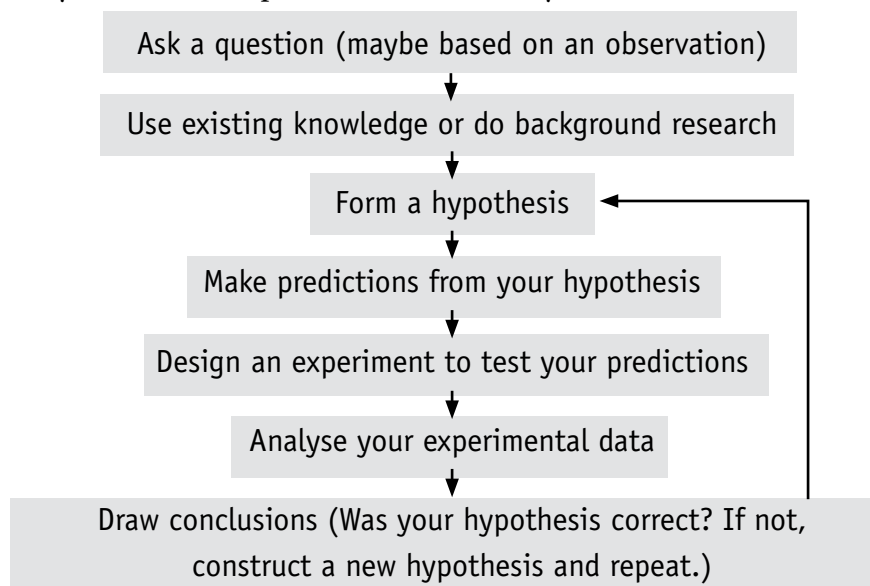 Ask a question (maybe based on an observation)
Use existing knowledge or do background research
Form a hypothesis
Make predictions from your hypothesis
Design an experiment to test your predictions
Analyse your experimental data
Draw conclusions (Was your hypothesis correct? If not,
construct a new hypothesis and repeat.)